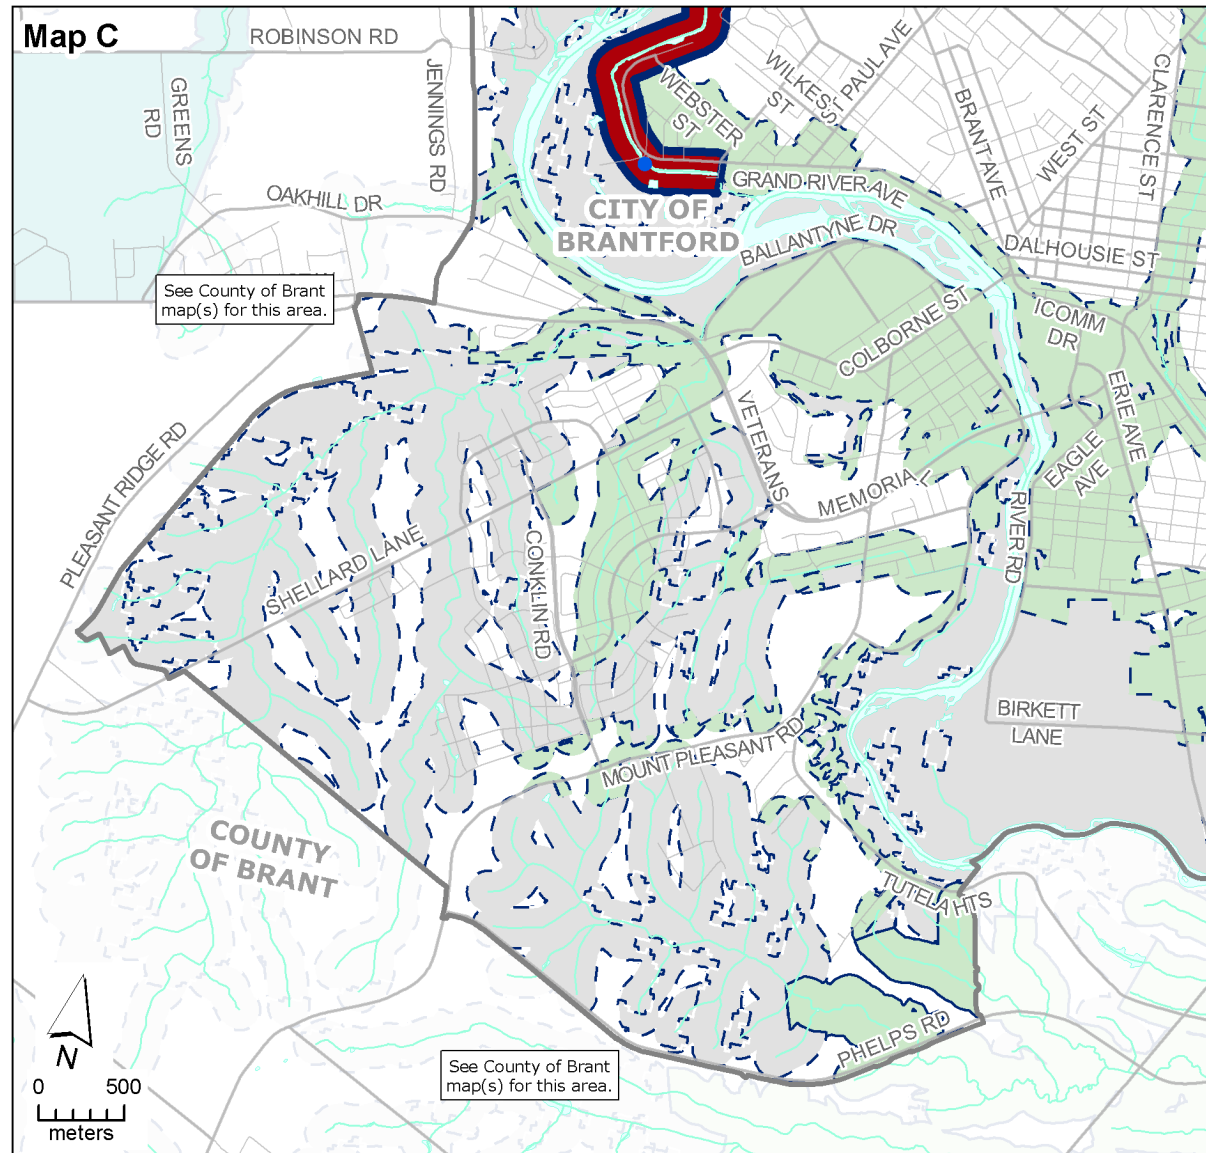 Map C
ROBINSON RD
GREENS
RD
JENNINGS RD
OAKHILL DR
WEBSTER
ST
WILKES
ST
ST PAUL AVE
BRANT AVE
WEST ST
CLARENCE ST
GRAND RIVER AVE
CITY OF
BRANTFORD
BALLANTYNE DR
DALHOUSIE ST
See County of Brant
map(s) for this area.
COLBORNE ST
ICOMM
DR
ERIE AVE
EAGLE
AVE
VETERANS
MEMORIAL
PLEASANT RIDGE RD
SHELLARD LANE
CONKLIN RD
RIVER RD
BIRKETT
LANE
MOUNT PLEASANT RD
COUNTY
OF BRANT
TUTELA HTS
PHELPS RD
N
0 500
meters
See County of Brant
map(s) for this area.